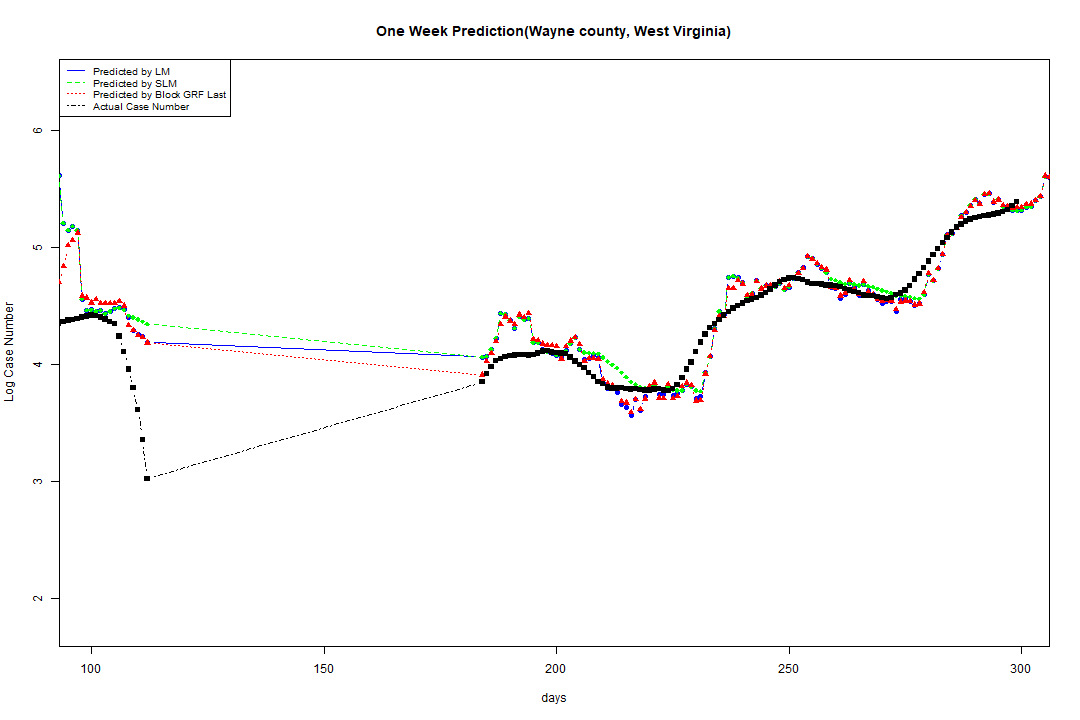 One Week Prediction(Wayne county, West Virginia)
Predicted by LM
Predicted by SLM
Predicted by Block GRF Last
Actual Case Number
6
5
4
3
2
Log Case Number
100 150 200 250 300
days